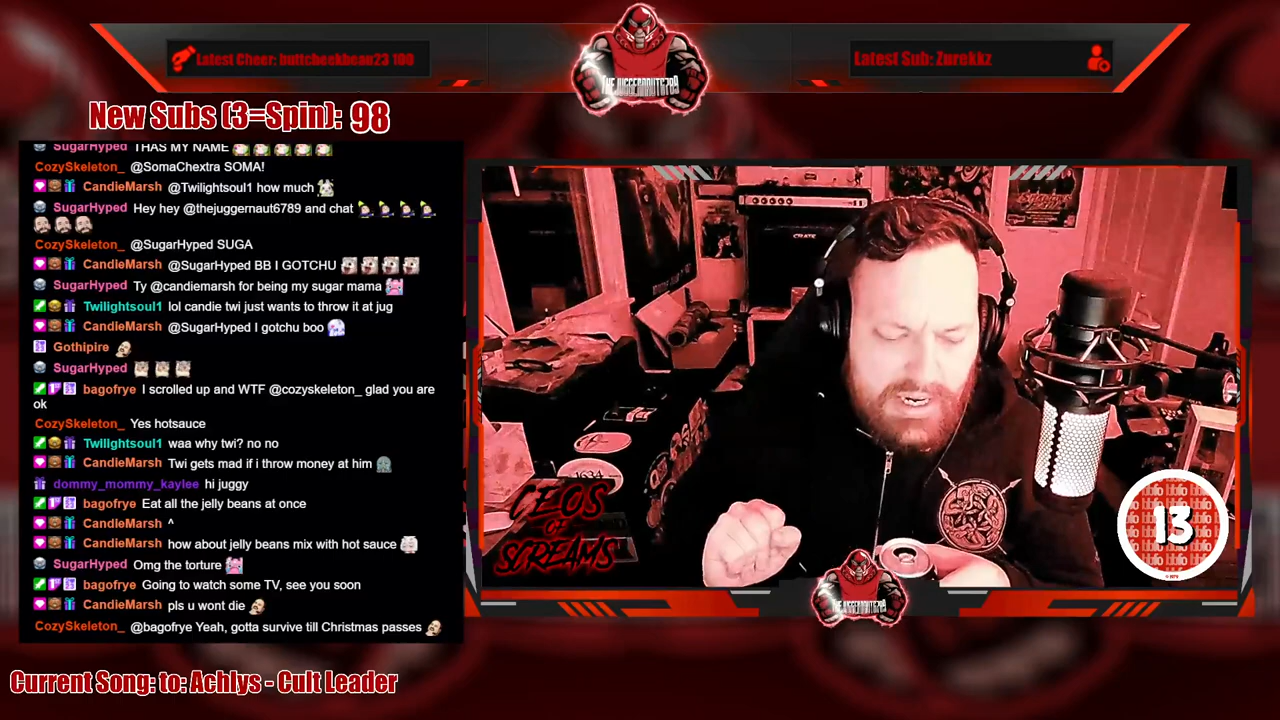 Latest Cheer: buttcheekbeau23 100
THEJUGGERNAUT6789
Latest Sub: Zurekkz
New Subs (3=Spin): 98
SugarHyped THAS MY NAME
CozySkeleton_ @SomaChextra SOMA!
CandieMarsh @Twilightsoul1 how much
SugarHyped Hey hey @thejuggernaut6789 and chat
CozySkeleton_ @SugarHyped SUGA
CandieMarsh @SugarHyped BB I GOTCHU
SugarHyped Ty @candiemarsh for being my sugar mama
Twilightsoul1 lol candie twi just wants to throw it at jug
CandieMarsh @SugarHyped I gotchu boo
Gothipire
SugarHyped
bagofrye I scrolled up and WTF @cozyskeleton_ glad you are
ok
CozySkeleton_ Yes hotsauce
Twilightsoul1 waa why twi? no no
CandieMarsh Twi gets mad if i throw money at him
dommy_mommy_kaylee hi juggy
bagofrye Eat all the jelly beans at once
CandieMarsh ^
CandieMarsh how about jelly beans mix with hot sauce
SugarHyped Omg the torture
bagofrye Going to watch some TV, see you soon
CandieMarsh pls u wont die
CozySkeleton_ @bagofrye Yeah, gotta survive till Christmas passes
CRATE
1634
CEOS
OF
SCREAMS
13
THEJUGGERNAUT6789
Current Song: to: Achlys - Cult Leader